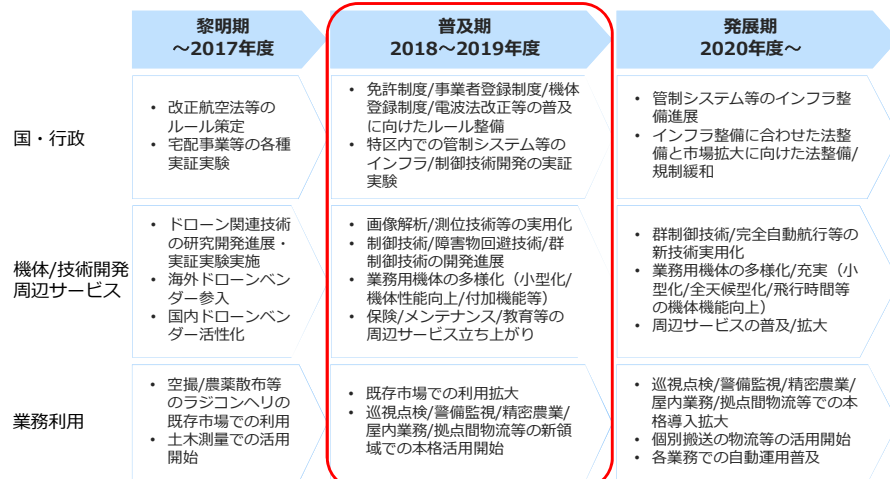 黎明期
～2017年度
普及期
2018～2019年度
発展期
2020年度～
国・行政
• 改正航空法等の
ルール策定
• 宅配事業等の各種
実証実験
• 免許制度/事業者登録制度/機体
登録制度/電波法改正等の普及
に向けたルール整備
• 特区内での管制システム等の
インフラ/制御技術開発の実証
実験
• 管制システム等のインフラ整
備進展
• インフラ整備に合わせた法整
備と市場拡大に向けた法整備/
規制緩和
機体/技術開発
周辺サービス
• ドローン関連技術
の研究開発進展・
実証実験実施
• 海外ドローンベン
ダー参入
• 国内ドローンベン
ダー活性化
• 画像解析/測位技術等の実用化
• 制御技術/障害物回避技術/群
制御技術の開発進展
• 業務用機体の多様化（小型化/
機体性能向上/付加機能等）
• 保険/メンテナンス/教育等の
周辺サービス立ち上がり
• 群制御技術/完全自動航行等の
新技術実用化
• 業務用機体の多様化/充実（小
型化/全天候型化/飛行時間等
の機体機能向上）
• 周辺サービスの普及/拡大
業務利用
• 空撮/農薬散布等
のラジコンヘリの
既存市場での利用
• 土木測量での活用
開始
• 既存市場での利用拡大
• 巡視点検/警備監視/精密農業/
屋内業務/拠点間物流等の新領
域での本格活用開始
• 巡視点検/警備監視/精密農業/
屋内業務/拠点間物流等での本
格導入拡大
• 個別搬送の物流等の活用開始
• 各業務での自動運用普及